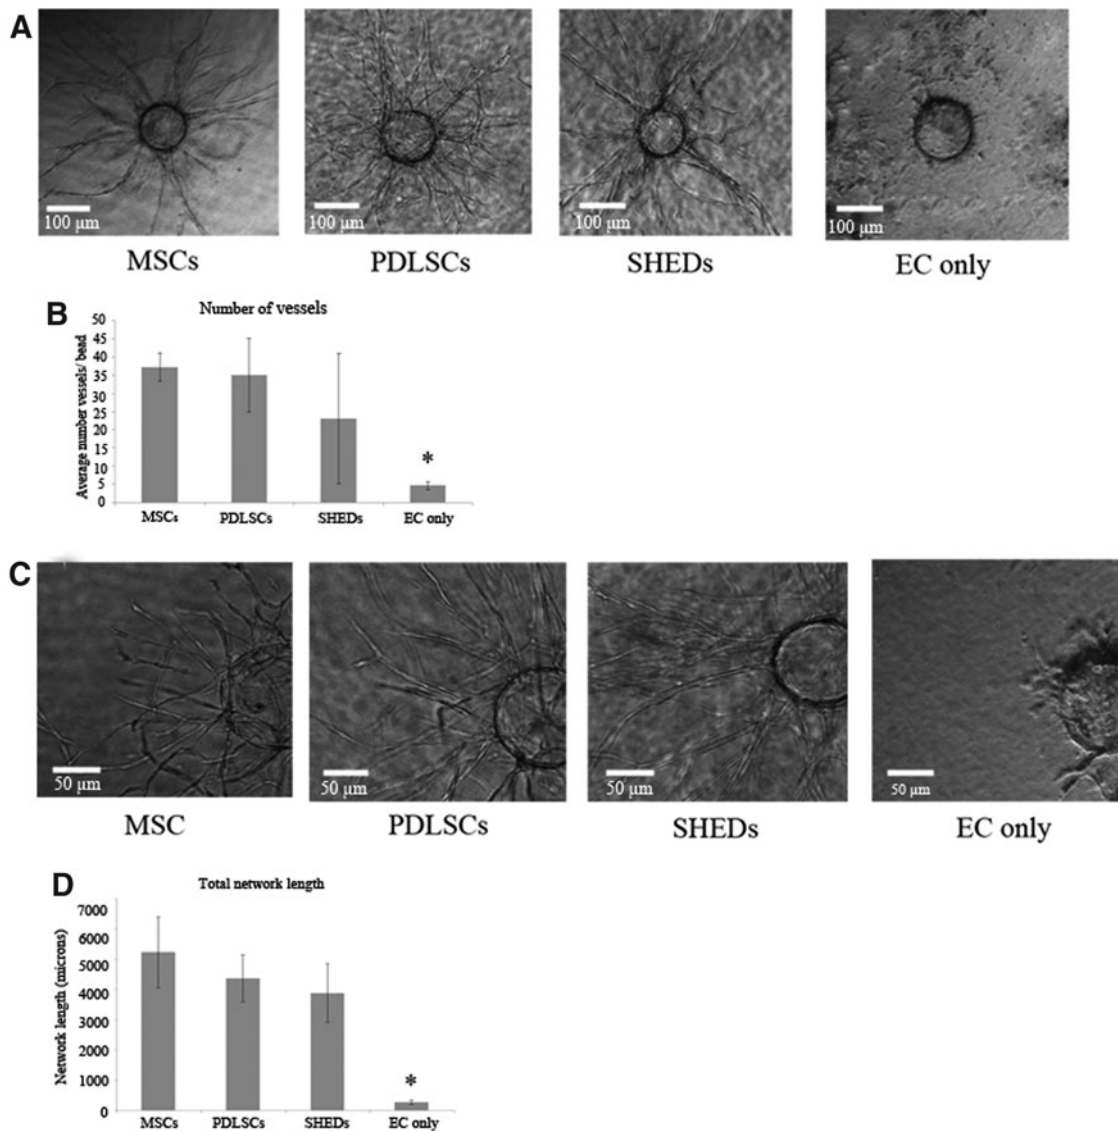 A
100 µm
100 µm
100 µm
100 µm
MSCs
PDLSCs
SHEDs
EC only
B
Number of vessels
Average number vessels/ bead
50
45
40
35
30
25
20
15
10
5
0
*
MSCs
PDLSCs
SHEDs
EC only
C
50 µm
50 µm
50 µm
50 µm
MSC
PDLSCs
SHEDs
EC only
D
Total network length
Network length (microns)
7000
6000
5000
4000
3000
2000
1000
0
*
MSCs
PDLSCs
SHEDs
EC only